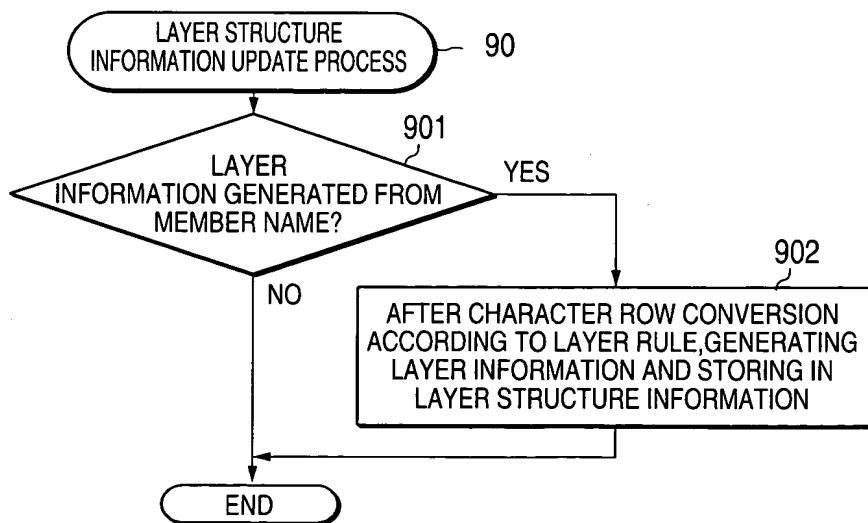 LAYER STRUCTURE
INFORMATION UPDATE PROCESS
90
901
LAYER
INFORMATION GENERATED FROM
MEMBER NAME?
YES
NO
902
AFTER CHARACTER ROW CONVERSION
ACCORDING TO LAYER RULE,GENERATING
LAYER INFORMATION AND STORING IN
LAYER STRUCTURE INFORMATION
END